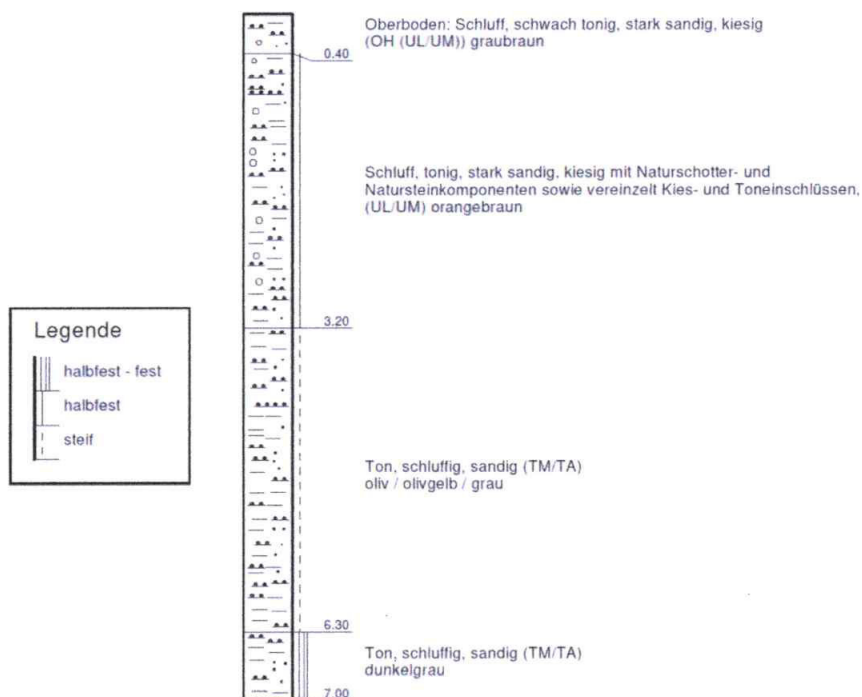 Oberboden: Schluff, schwach tonig, stark sandig, kiesig
(OH (UL/UM)) graubraun
0.40
Schluff, tonig, stark sandig, kiesig mit Naturschotter- und
Natursteinkomponenten sowie vereinzelt Kies- und Toneinschlüssen,
(UL/UM) orangebraun
3.20
Legende
halbfest - fest
halbfest
steif
Ton, schluffig, sandig (TM/TA)
oliv / olivgelb / grau
6.30
Ton, schluffig, sandig (TM/TA)
dunkelgrau
7.00